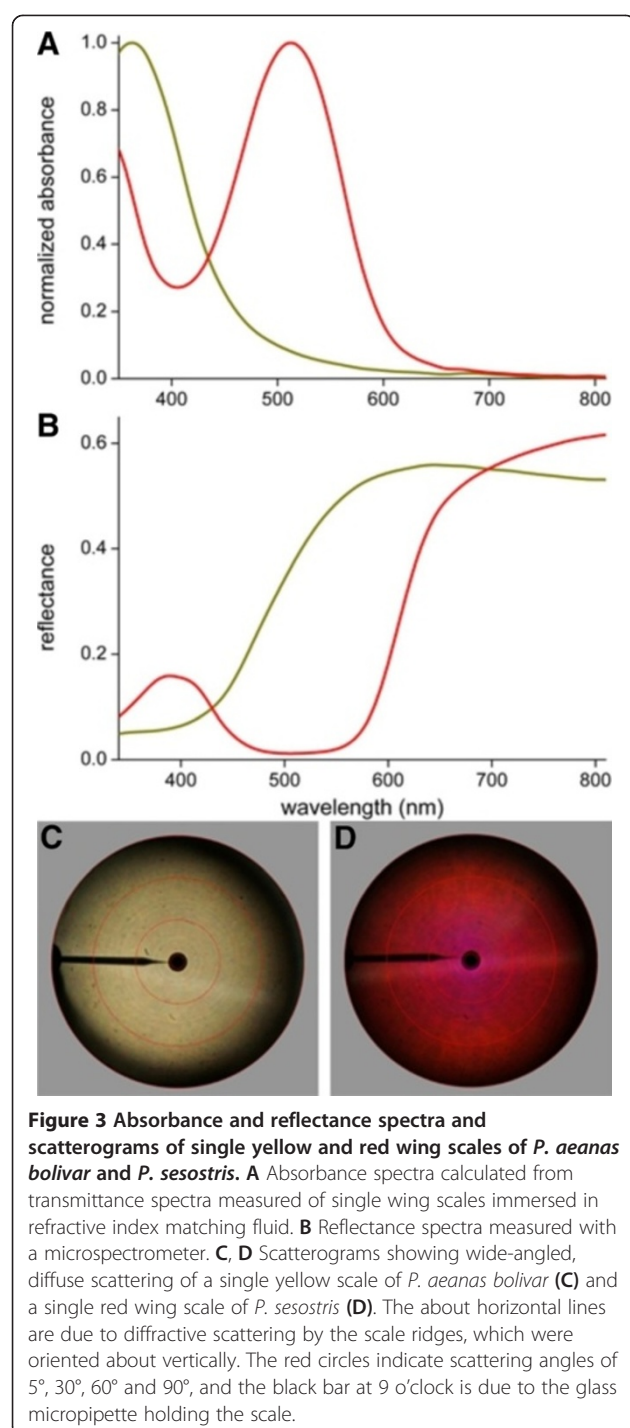 A
1.0
0.8
0.6
0.4
0.2
0.0
normalized absorbance
400 500 600 700 800
B
0.6
0.4
0.2
0.0
reflectance
400 500 600 700 800
wavelength (nm)
C D
Figure 3 Absorbance and reflectance spectra and
scatterograms of single yellow and red wing scales of P. aeanas
bolivar and P. sesostris. A Absorbance spectra calculated from
transmittance spectra measured of single wing scales immersed in
refractive index matching fluid. B Reflectance spectra measured with
a microspectrometer. C, D Scatterograms showing wide-angled,
diffuse scattering of a single yellow scale of P. aeanas bolivar (C) and
a single red wing scale of P. sesostris (D). The about horizontal lines
are due to diffractive scattering by the scale ridges, which were
oriented about vertically. The red circles indicate scattering angles of
5°, 30°, 60° and 90°, and the black bar at 9 o’clock is due to the glass
micropipette holding the scale.